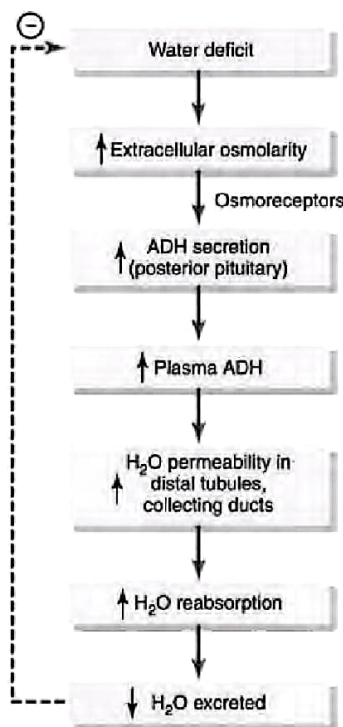 ⊖
Water deficit
↑ Extracellular osmolarity
Osmoreceptors
↑ ADH secretion
(posterior pituitary)
↑ Plasma ADH
↑ H₂O permeability in
distal tubules,
collecting ducts
↑ H₂O reabsorption
↓ H₂O excreted